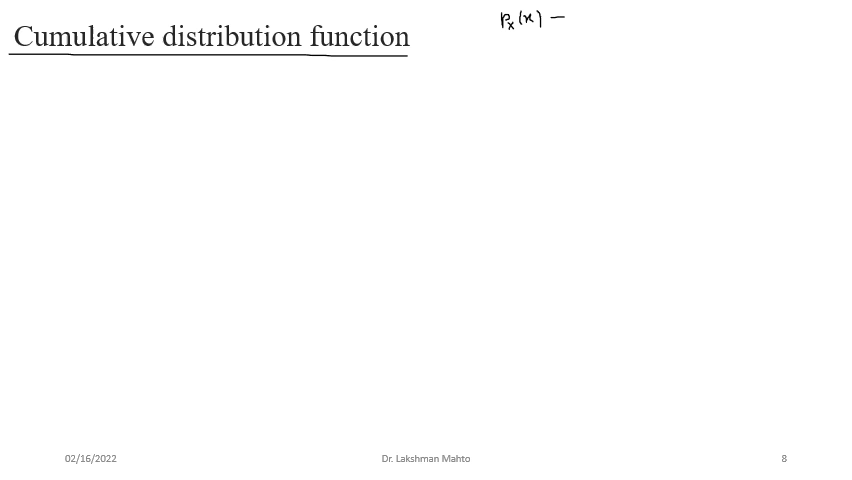 Cumulative distribution function
pₓ(x) —
02/16/2022
Dr. Lakshman Mahto
8